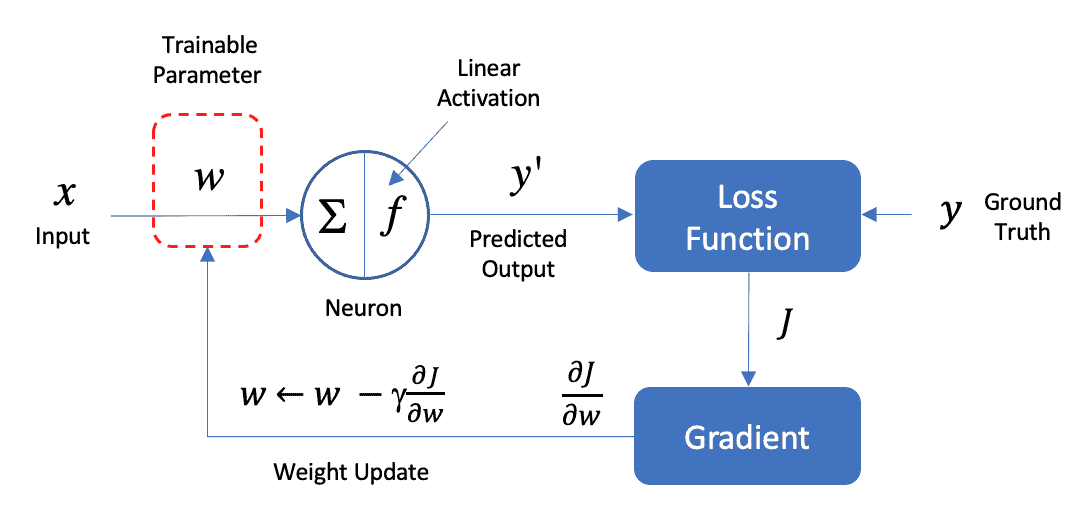 Trainable
Parameter
Linear
Activation
x
Input
w
Σ
f
Neuron
y'
Predicted
Output
Loss
Function
y
Ground
Truth
J
w ← w − γ ∂J/∂w
∂J/∂w
Gradient
Weight Update